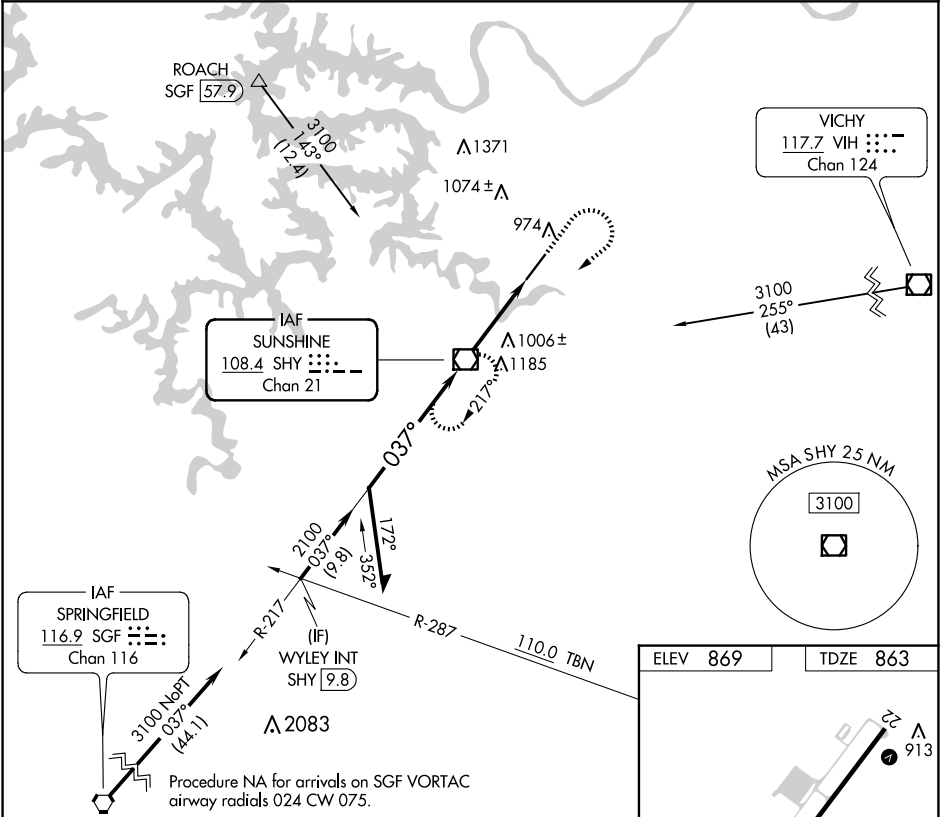 ROACH
SGF 57.9
3100
143°
(12.4)
1371
1074 ±
974
VICHY
117.7 VIH
Chan 124
3100
255°
(43)
IAF
SUNSHINE
108.4 SHY
Chan 21
1006 ±
1185
217°
037°
MSA SHY 25 NM
3100
2100
037°
(9.8)
172°
352°
IAF
SPRINGFIELD
116.9 SGF
Chan 116
R-217
(IF)
WYLEY INT
SHY 9.8
R-287
110.0 TBN
3100 NoPT
037°
(44.1)
2083
Procedure NA for arrivals on SGF VORTAC
airway radials 024 CW 075.
ELEV 869
TDZE 863
22
913
V